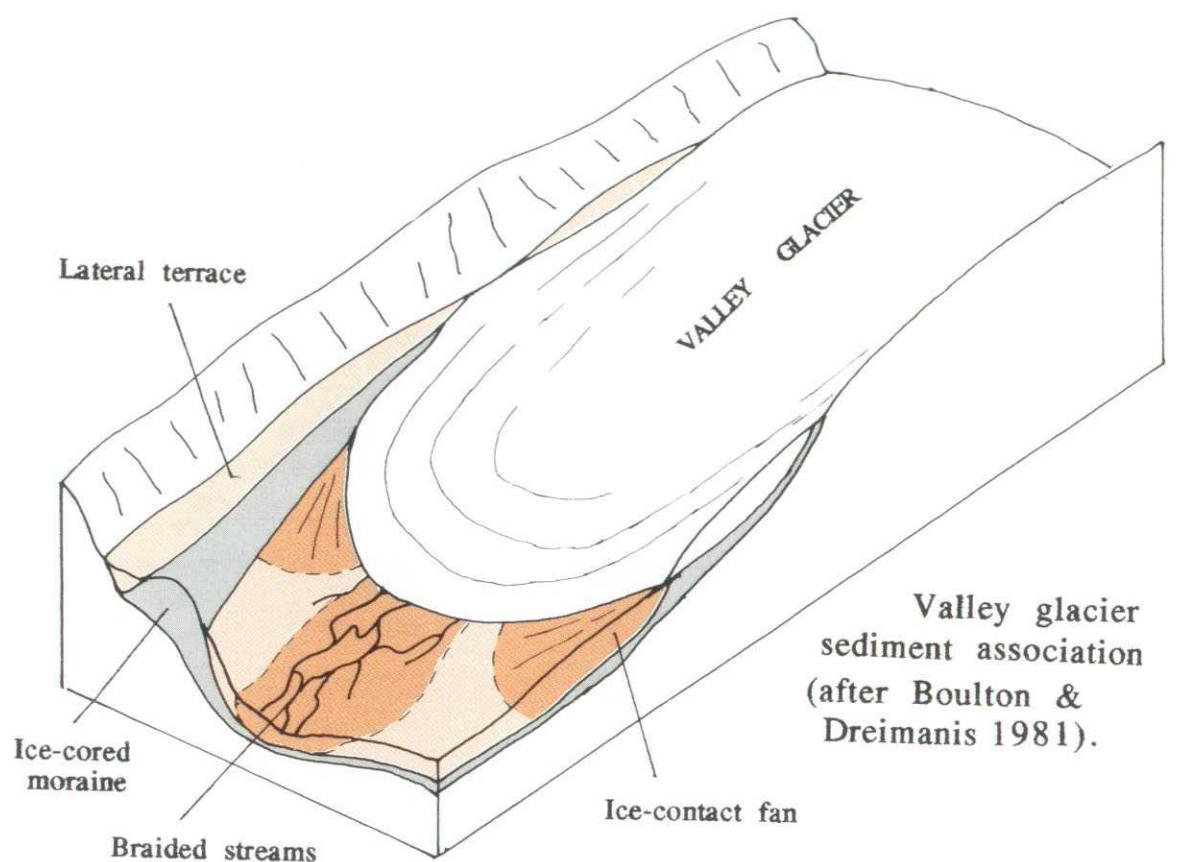 VALLEY GLACIER
Lateral terrace
Valley glacier
sediment association
(after Boulton &
Dreimanis 1981).
Ice-cored
moraine
Ice-contact fan
Braided streams